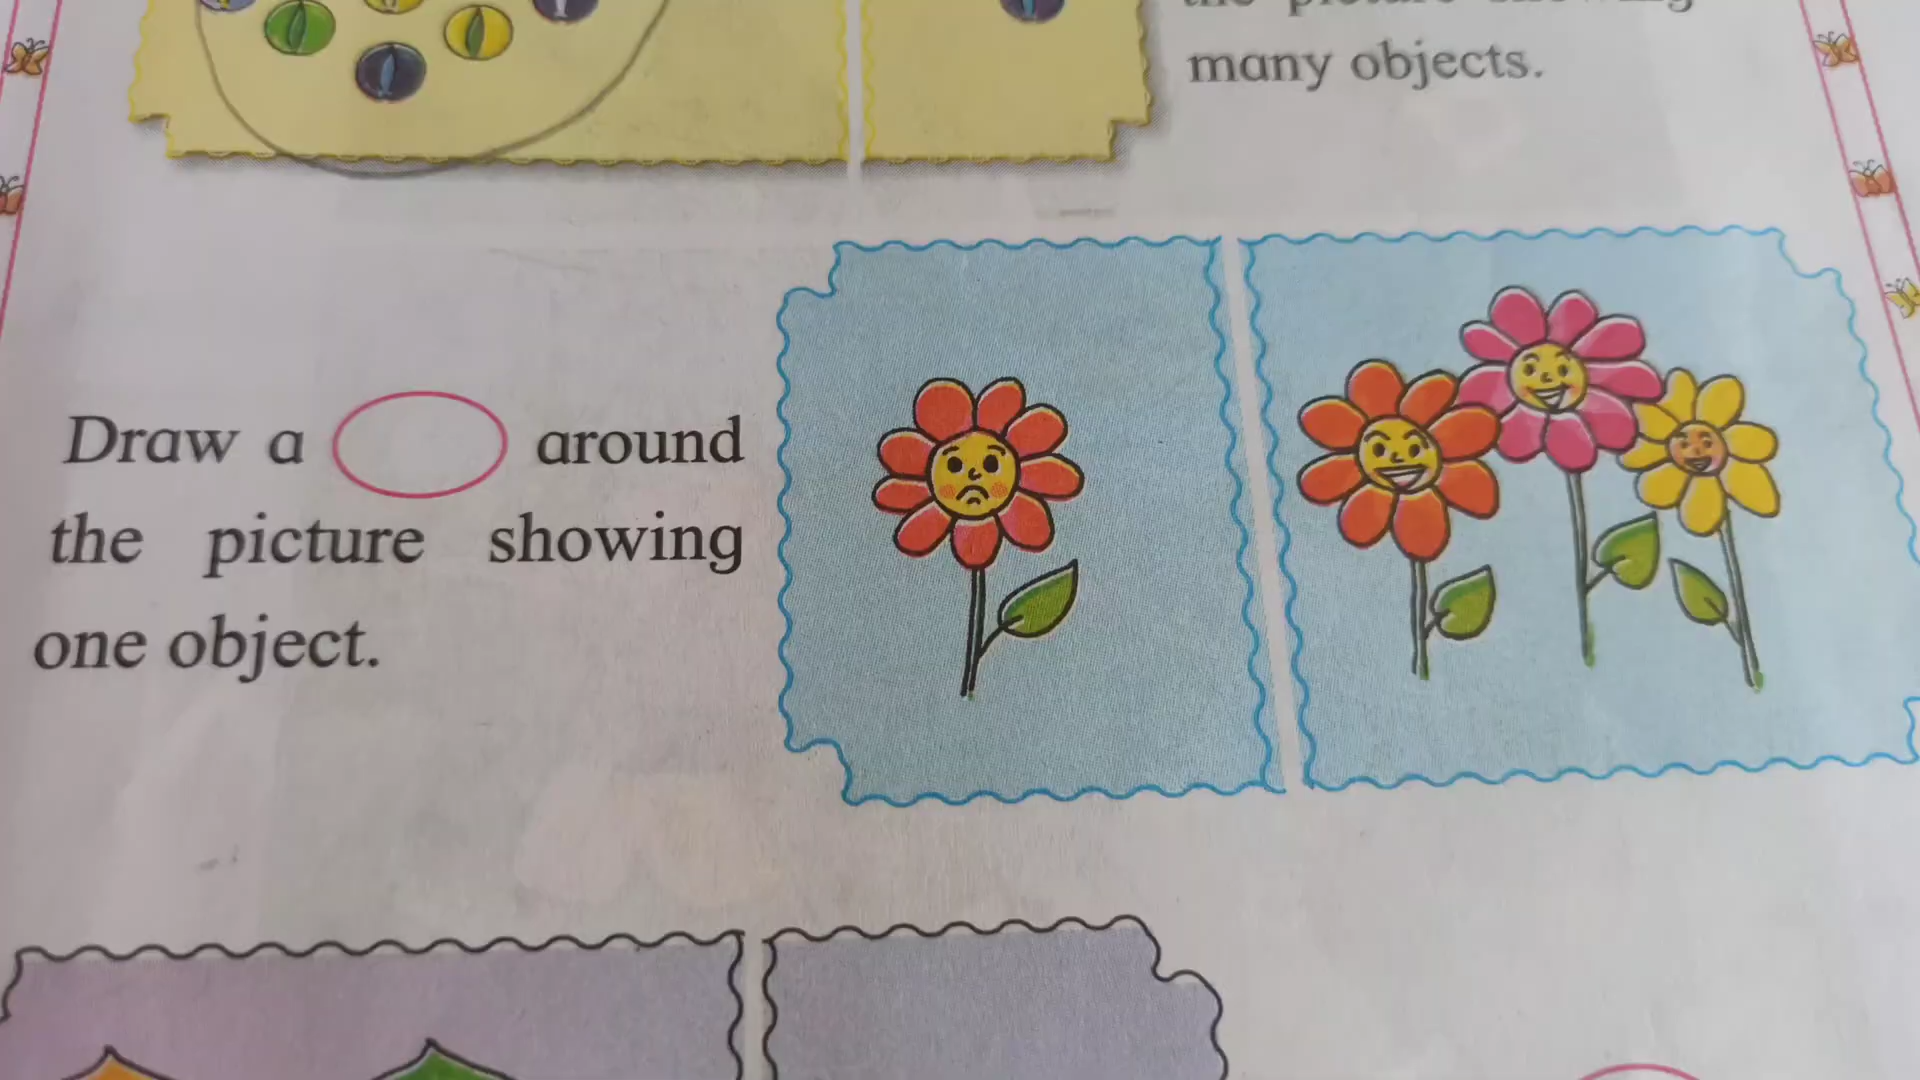 many objects.
Draw a around
the picture showing
one object.